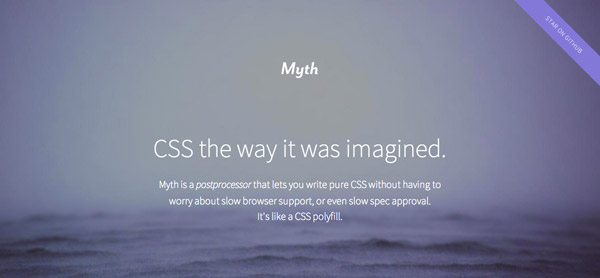 STAR ON GITHUB
Myth
CSS the way it was imagined.
Myth is a postprocessor that lets you write pure CSS without having to
worry about slow browser support, or even slow spec approval.
It's like a CSS polyfill.